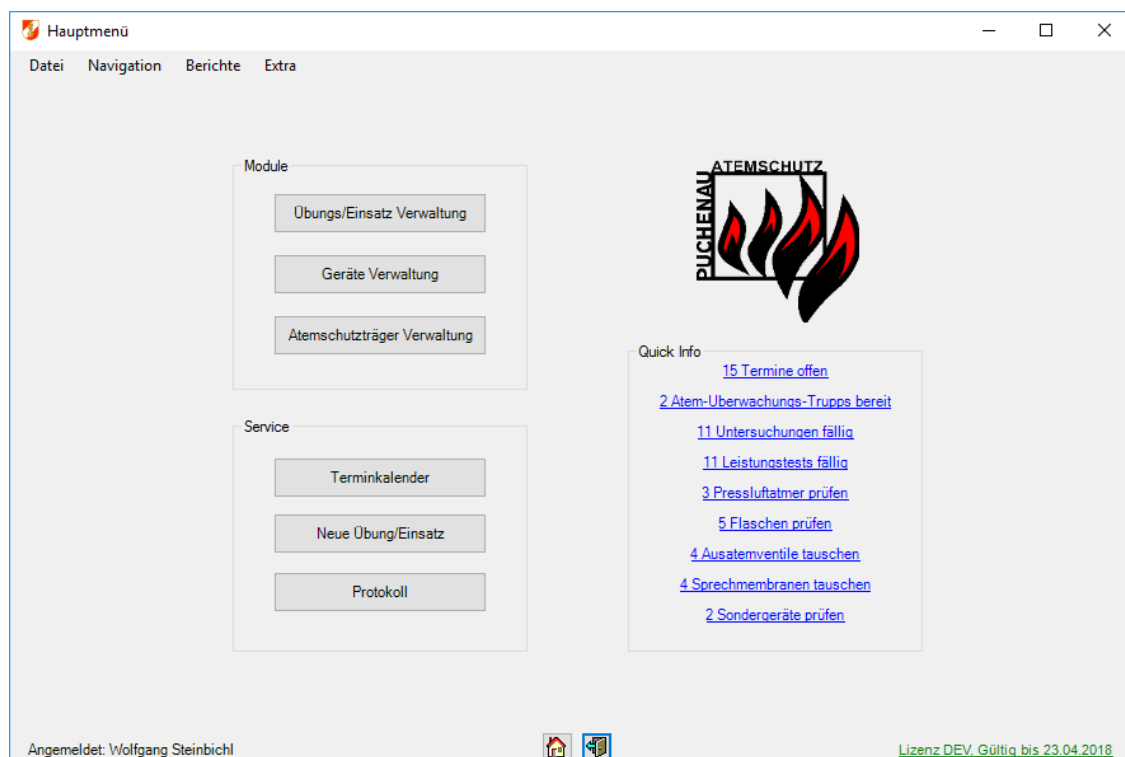 Hauptmenü
Datei Navigation Berichte Extra
Module
Übungs/Einsatz Verwaltung
Geräte Verwaltung
Atemschutzträger Verwaltung
Service
Terminkalender
Neue Übung/Einsatz
Protokoll
ATEMSCHUTZ
PUCHENAU
Quick Info
15 Termine offen
2 Atem-Überwachungs-Trupps bereit
11 Untersuchungen fällig
11 Leistungstests fällig
3 Pressluftatmer prüfen
5 Flaschen prüfen
4 Ausatemventile tauschen
4 Sprechmembranen tauschen
2 Sondergeräte prüfen
Angemeldet: Wolfgang Steinbichl
Lizenz DEV, Gültig bis 23.04.2018